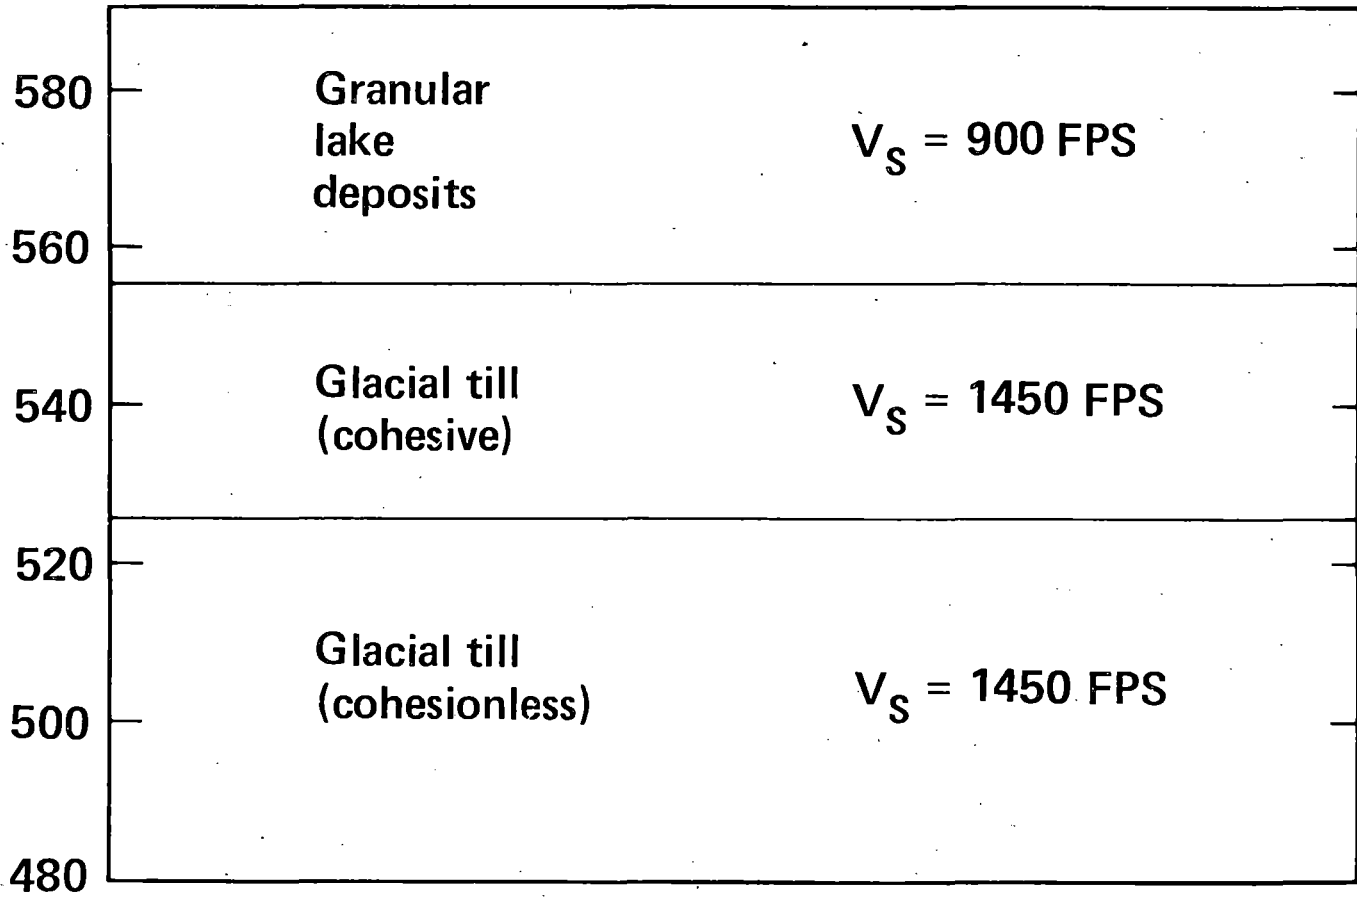 580
Granular
lake
deposits
V_S = 900 FPS
560
540
Glacial till
(cohesive)
V_S = 1450 FPS
520
500
Glacial till
(cohesionless)
V_S = 1450 FPS
480